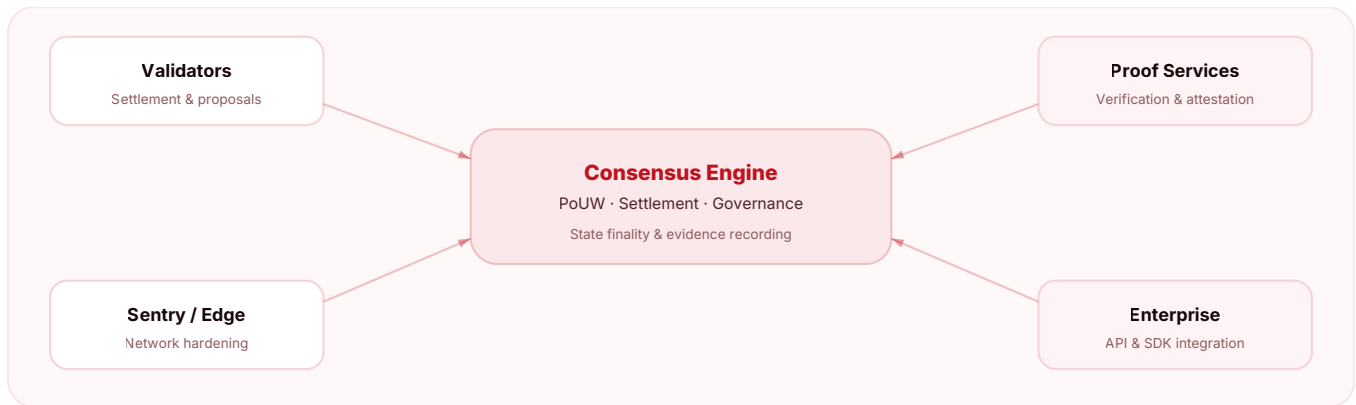 Validators
Settlement & proposals
Proof Services
Verification & attestation
Consensus Engine
PoUW · Settlement · Governance
State finality & evidence recording
Sentry / Edge
Network hardening
Enterprise
API & SDK integration